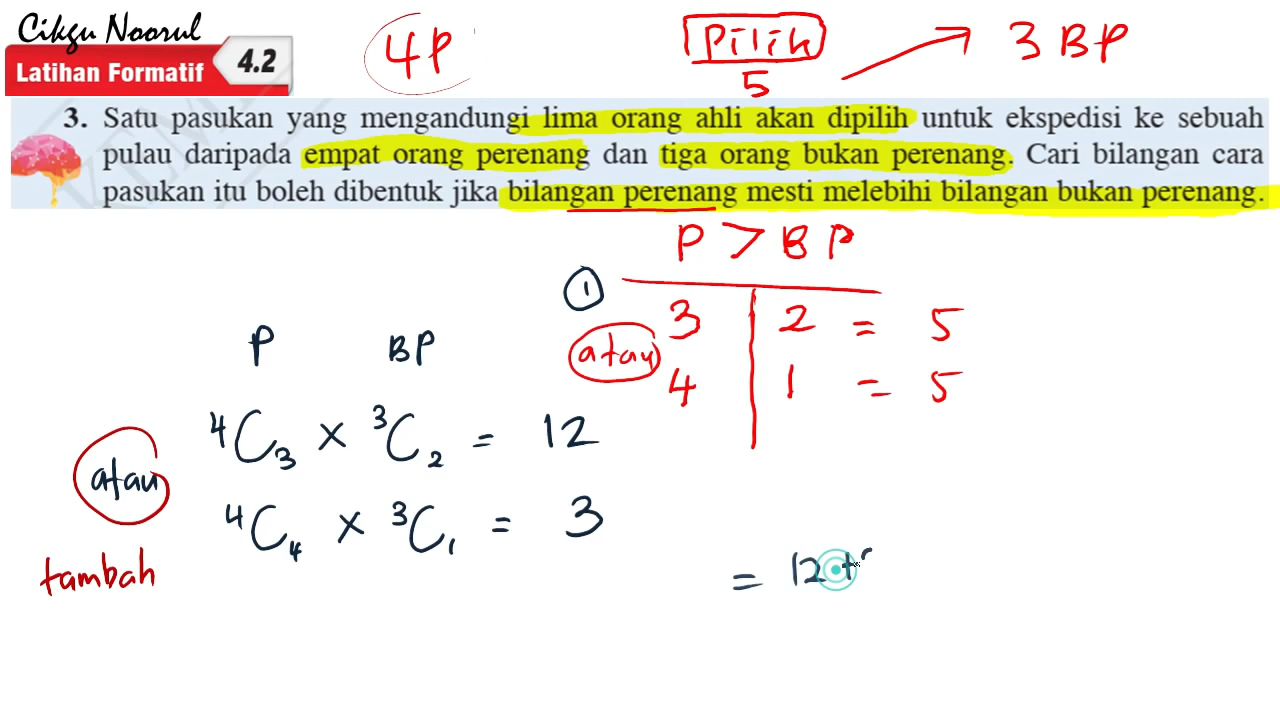 Cikgu Noorul
Latihan Formatif 4.2
4P
Pilih
5
3 BP
3. Satu pasukan yang mengandungi lima orang ahli akan dipilih untuk ekspedisi ke sebuah
pulau daripada empat orang perenang dan tiga orang bukan perenang. Cari bilangan cara
pasukan itu boleh dibentuk jika bilangan perenang mesti melebihi bilangan bukan perenang.
P > BP
1
3 2 = 5
atau
4 1 = 5
P BP
⁴C₃ × ³C₂ = 12
atau
⁴C₄ × ³C₁ = 3
tambah
= 12 +